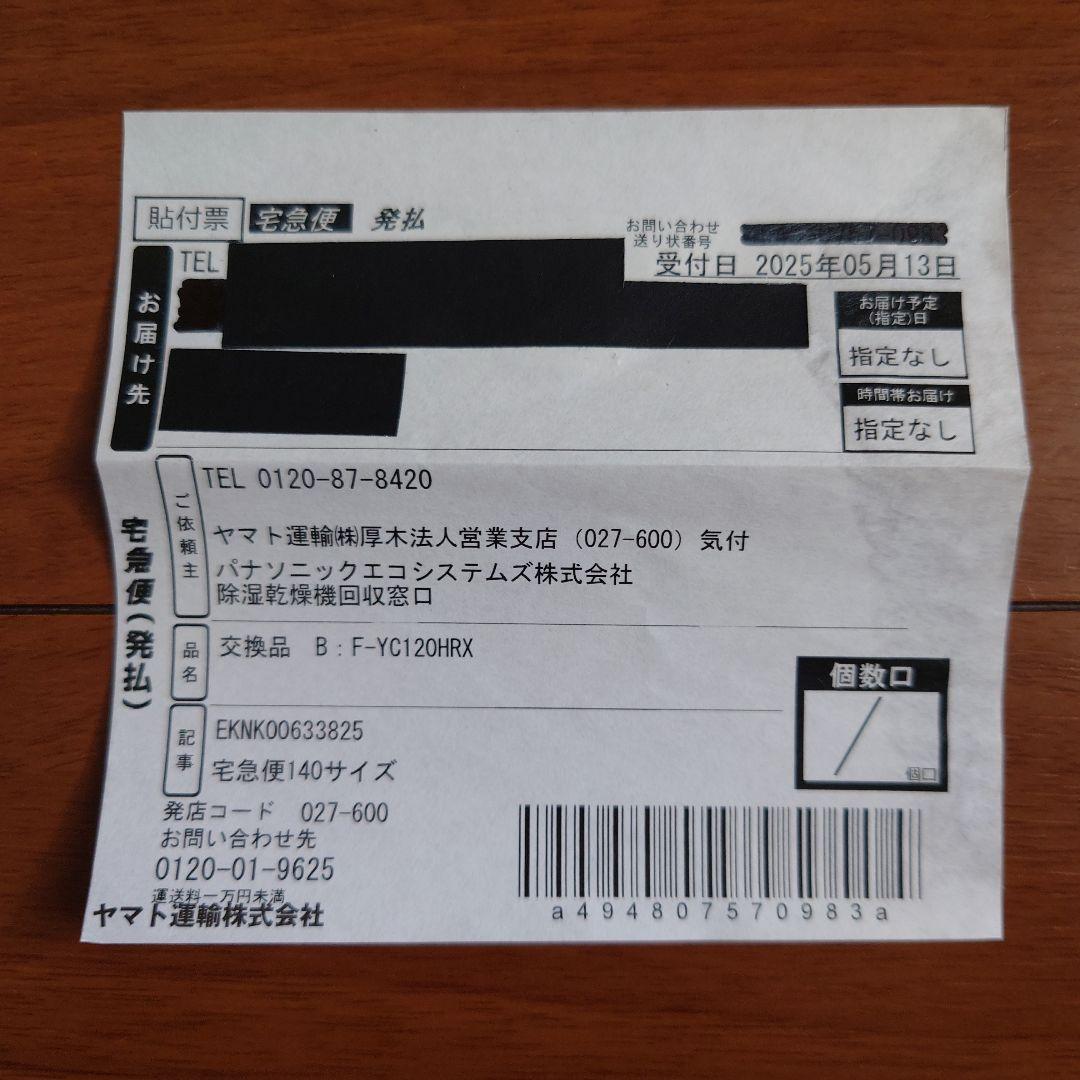 貼付票 宅急便 発払
お問い合わせ
送り状番号
受付日 2025年05月13日
お届け先
TEL
お届け予定
(指定)日
指定なし
時間帯お届け
指定なし
宅急便(発払)
ご依頼主
TEL 0120-87-8420
ヤマト運輸㈱厚木法人営業支店 (027-600) 気付
パナソニックエコシステムズ株式会社
除湿乾燥機回収窓口
品名
交換品 B:F-YC120HRX
個数口
/
個口
記事
EKNK00633825
宅急便140サイズ
発店コード 027-600
お問い合わせ先
0120-01-9625
運送料一万円未満
ヤマト運輸株式会社
a494807570983a